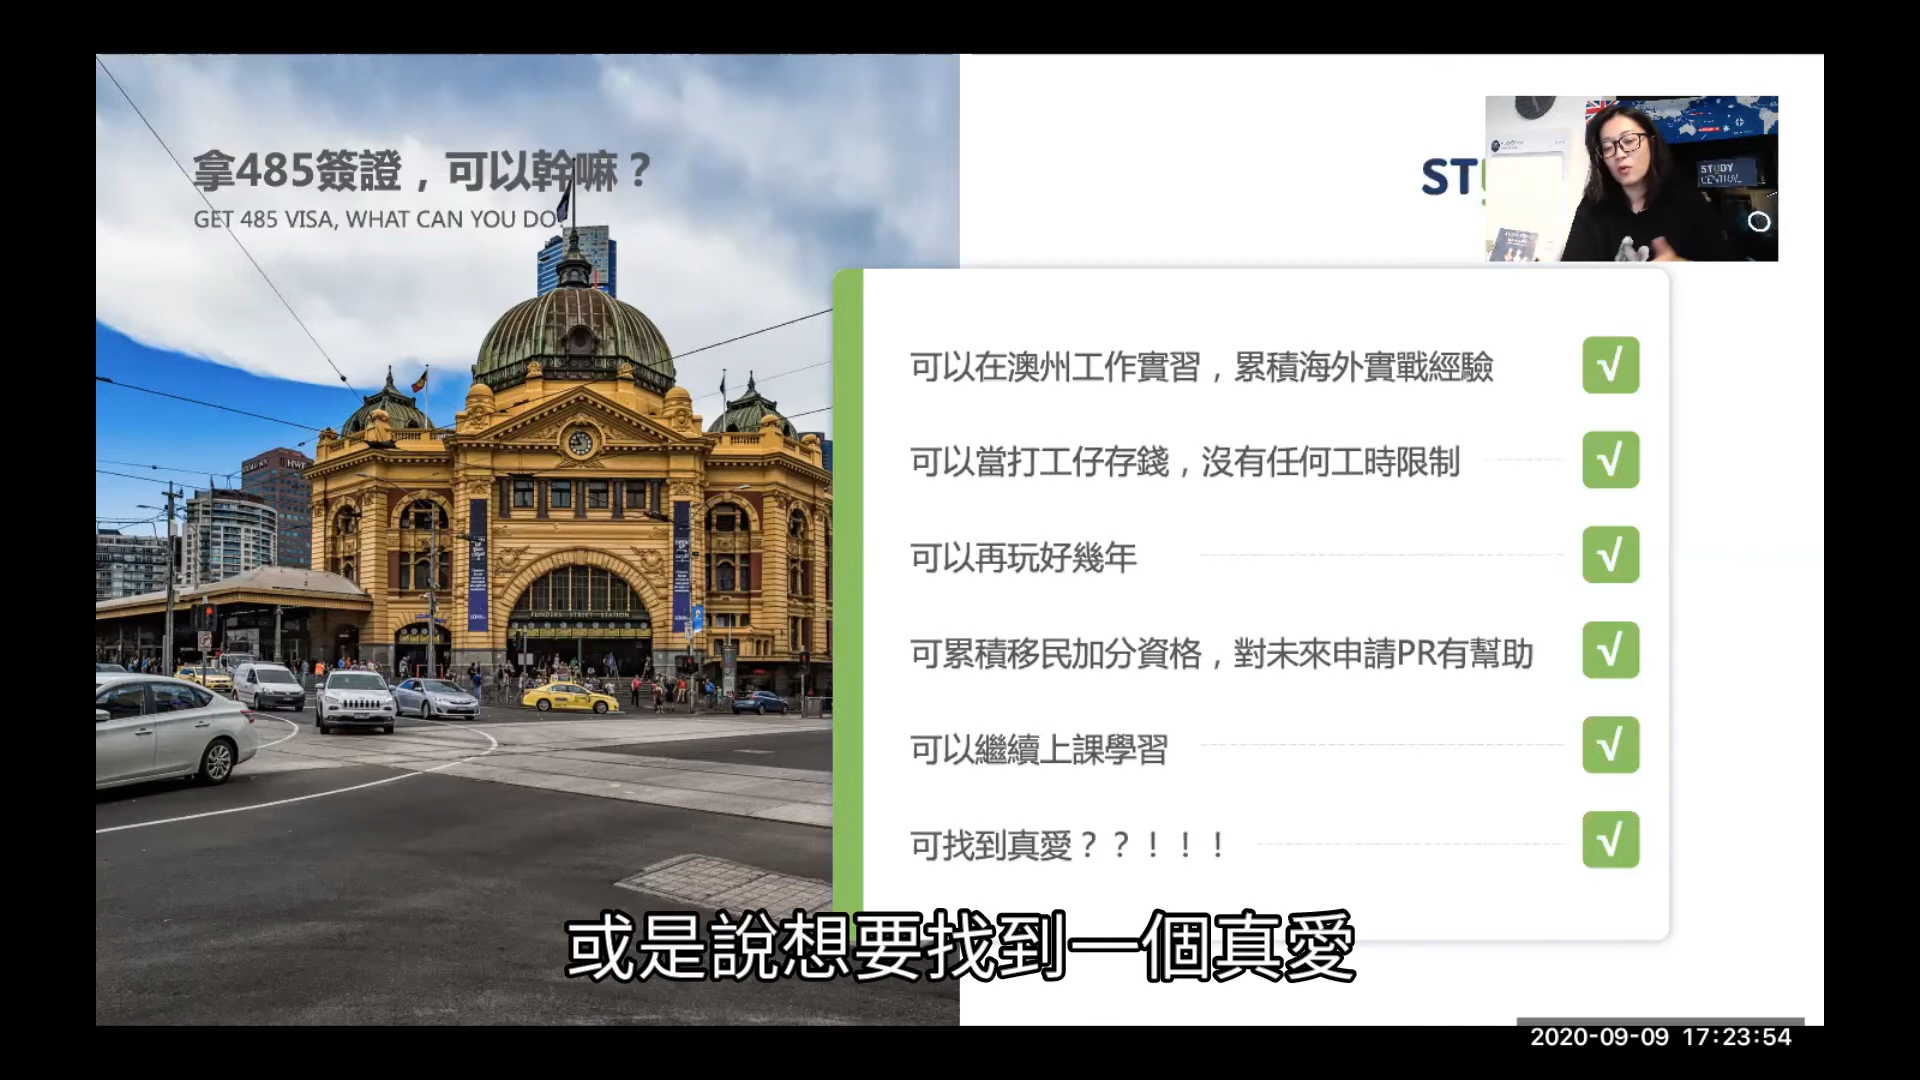 拿485簽證，可以幹嘛？
GET 485 VISA, WHAT CAN YOU DO
ST
STUDY
CENTRAL
可以在澳州工作實習，累積海外實戰經驗
可以當打工仔存錢，沒有任何工時限制
可以再玩好幾年
可累積移民加分資格，對未來申請PR有幫助
可以繼續上課學習
可找到真愛？？！！！
FLINDERS STREET STATION
或是說想要找到一個真愛
2020-09-09 17:23:54